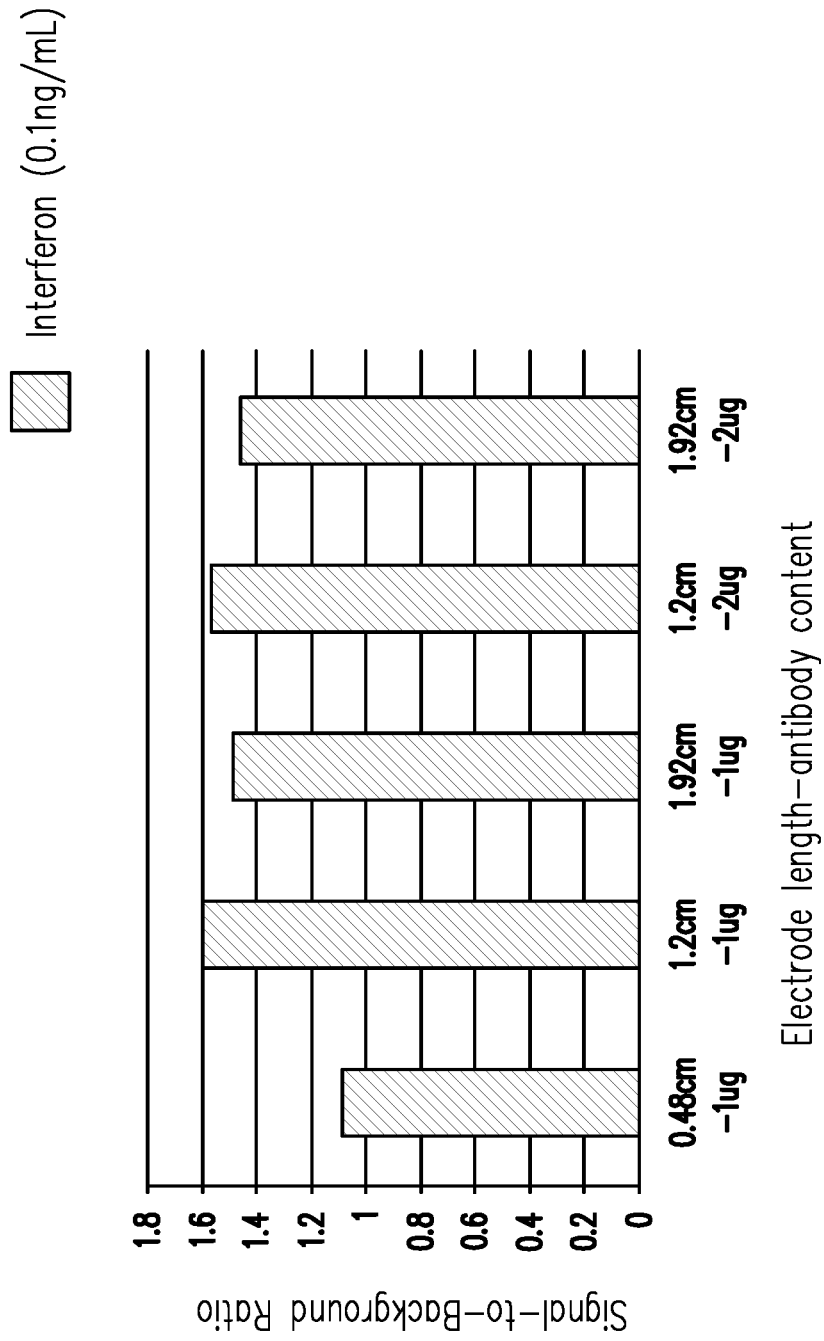 Interferon (0.1ng/mL)
Signal-to-Background Ratio
1.8
1.6
1.4
1.2
1
0.8
0.6
0.4
0.2
0
0.48cm
-1ug
1.2cm
-1ug
1.92cm
-1ug
1.2cm
-2ug
1.92cm
-2ug
Electrode length-antibody content